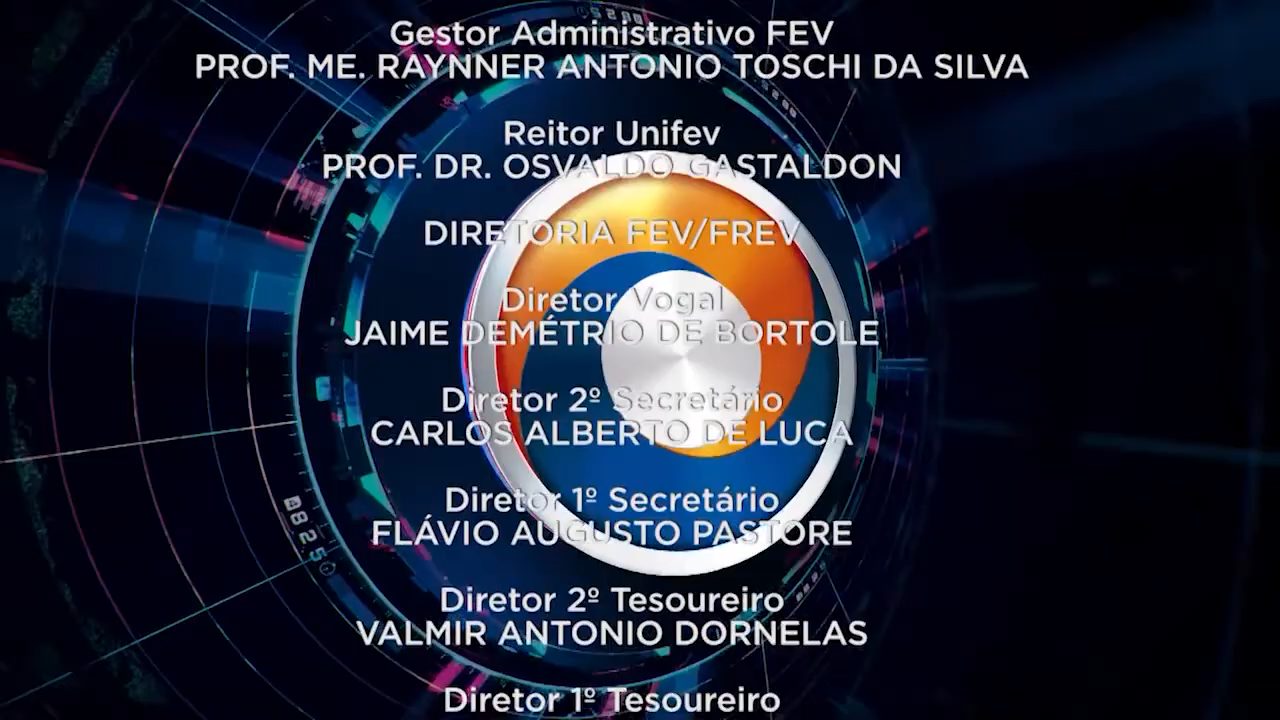 Gestor Administrativo FEV
PROF. ME. RAYNNER ANTONIO TOSCHI DA SILVA
Reitor Unifev
PROF. DR. OSVALDO GASTALDON
DIRETORIA FEV/FREV
Diretor Vogal
JAIME DEMÉTRIO DE BORTOLE
Diretor 2º Secretário
CARLOS ALBERTO DE LUCA
Diretor 1º Secretário
FLÁVIO AUGUSTO PASTORE
Diretor 2º Tesoureiro
VALMIR ANTONIO DORNELAS
Diretor 1º Tesoureiro